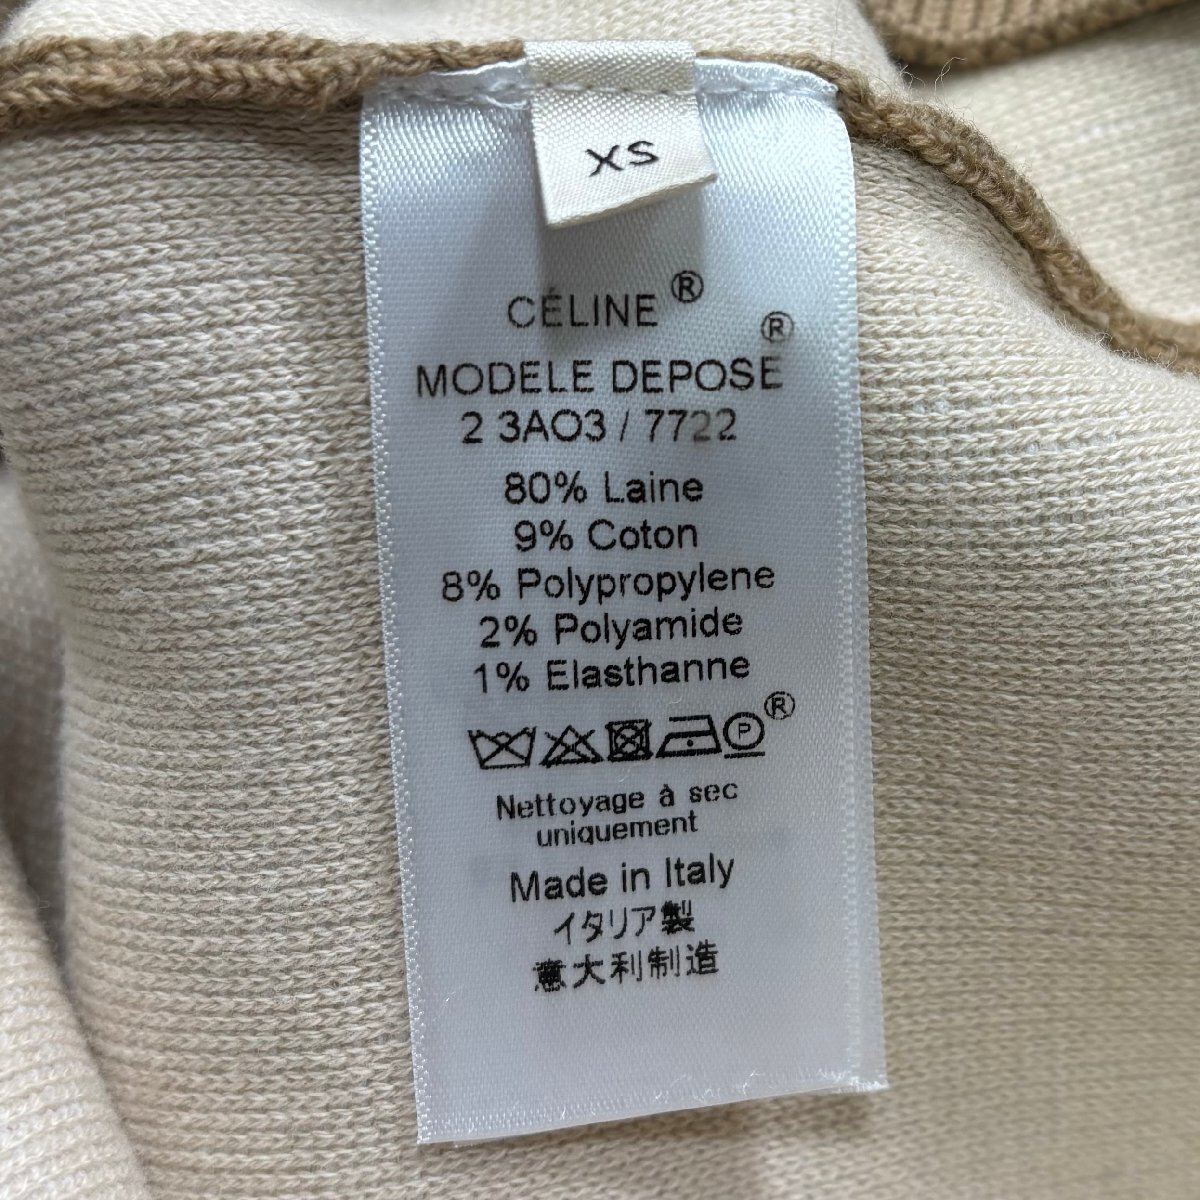 XS
CÉLINE®
MODELE DEPOSE®
2 3AO3 / 7722
80% Laine
9% Coton
8% Polypropylene
2% Polyamide
1% Elasthanne
P®
Nettoyage à sec
uniquement
Made in Italy
イタリア製
意大利制造